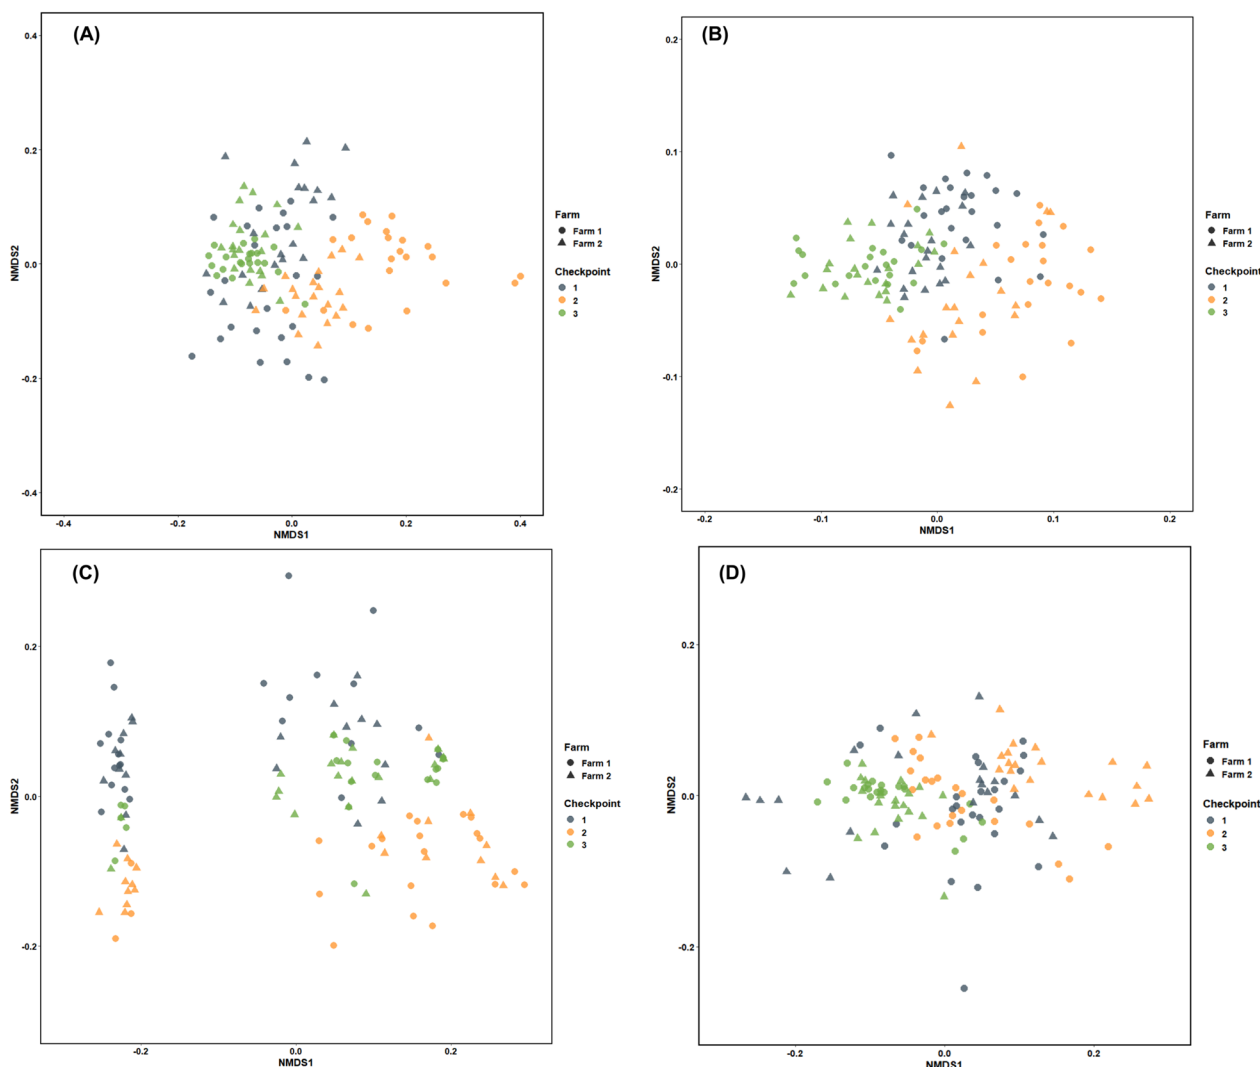 (A)
0.4
0.2
0.0
-0.2
-0.4
NMDS2
-0.4
-0.2
0.0
0.2
0.4
NMDS1
Farm
Farm 1
Farm 2
Checkpoint
1
2
3
(B)
0.2
0.1
0.0
-0.1
-0.2
NMDS2
-0.2
-0.1
0.0
0.1
0.2
NMDS1
Farm
Farm 1
Farm 2
Checkpoint
1
2
3
(C)
0.2
0.0
-0.2
NMDS2
-0.2
0.0
0.2
NMDS1
Farm
Farm 1
Farm 2
Checkpoint
1
2
3
(D)
0.2
0.0
-0.2
NMDS2
-0.2
0.0
0.2
NMDS1
Farm
Farm 1
Farm 2
Checkpoint
1
2
3